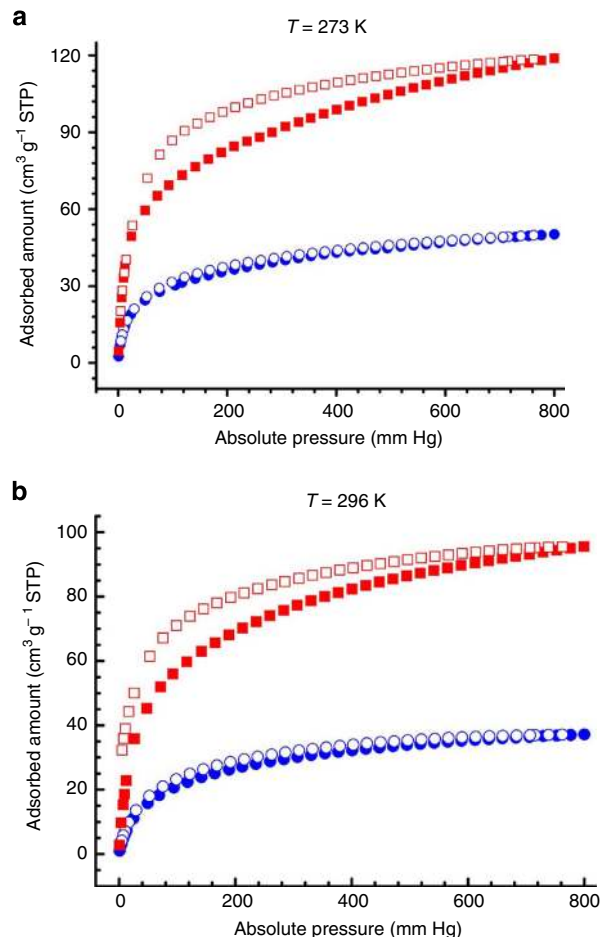 a
T = 273 K
120
90
60
30
0
Adsorbed amount (cm³ g⁻¹ STP)
0 200 400 600 800
Absolute pressure (mm Hg)
b
T = 296 K
100
80
60
40
20
0
Adsorbed amount (cm³ g⁻¹ STP)
0 200 400 600 800
Absolute pressure (mm Hg)